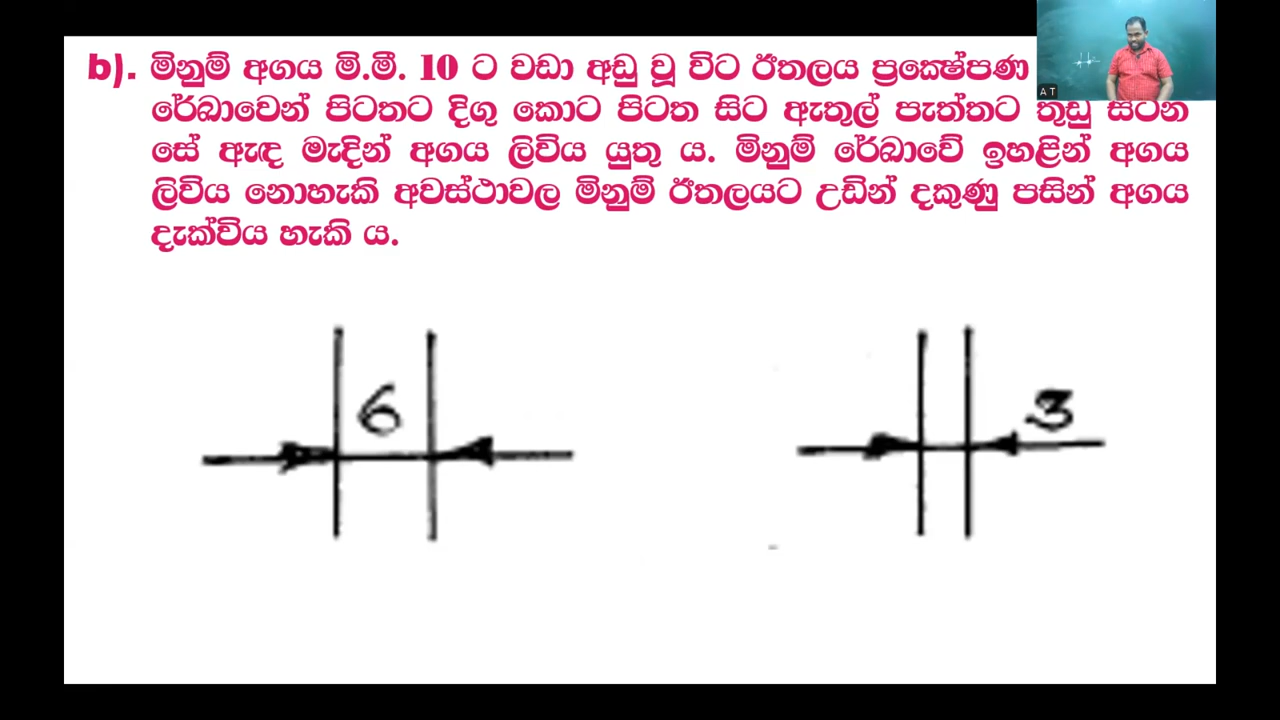 b). මිනුම් අගය මි.මී. 10 ට වඩා අඩු වූ විට ඊතලය ප්‍රක්ෂේපණ
රේඛාවෙන් පිටතට දිගු කොට පිටත සිට ඇතුල් පැත්තට තුඩු සටන
සේ ඇඳ මැදින් අගය ලිවිය යුතු ය. මිනුම් රේඛාවේ ඉහළින් අගය
ලිවිය නොහැකි අවස්ථාවල මිනුම් ඊතලයට උඩින් දකුණු පසින් අගය
දැක්විය හැකි ය.
6
3
A T